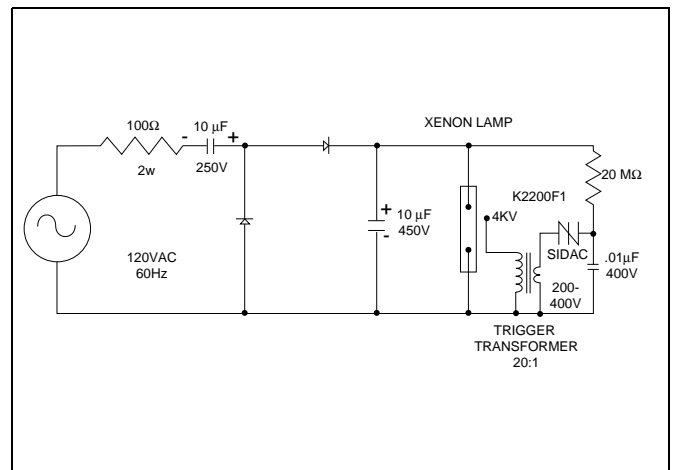 100Ω
2w
- 10 µF +
250V
120VAC
60Hz
+
10 µF
450V
-
XENON LAMP
4KV
K2200F1
20 MΩ
SIDAC
.01µF
400V
200-
400V
TRIGGER
TRANSFORMER
20:1